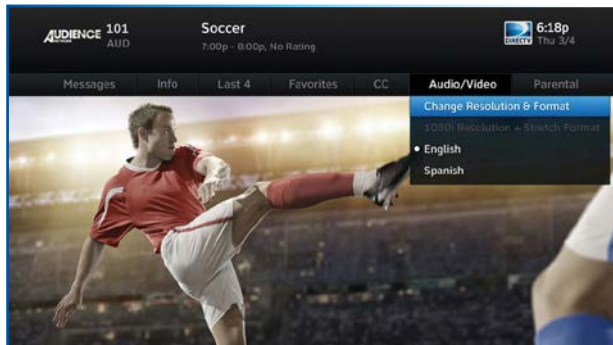 AUDIENCE 101
NETWORK AUD
Soccer
7:00p - 8:00p, No Rating
DIRECTV
6:18p
Thu 3/4
Messages Info Last 4 Favorites CC Audio/Video Parental
Change Resolution & Format
1080i Resolution + Stretch Format
English
Spanish